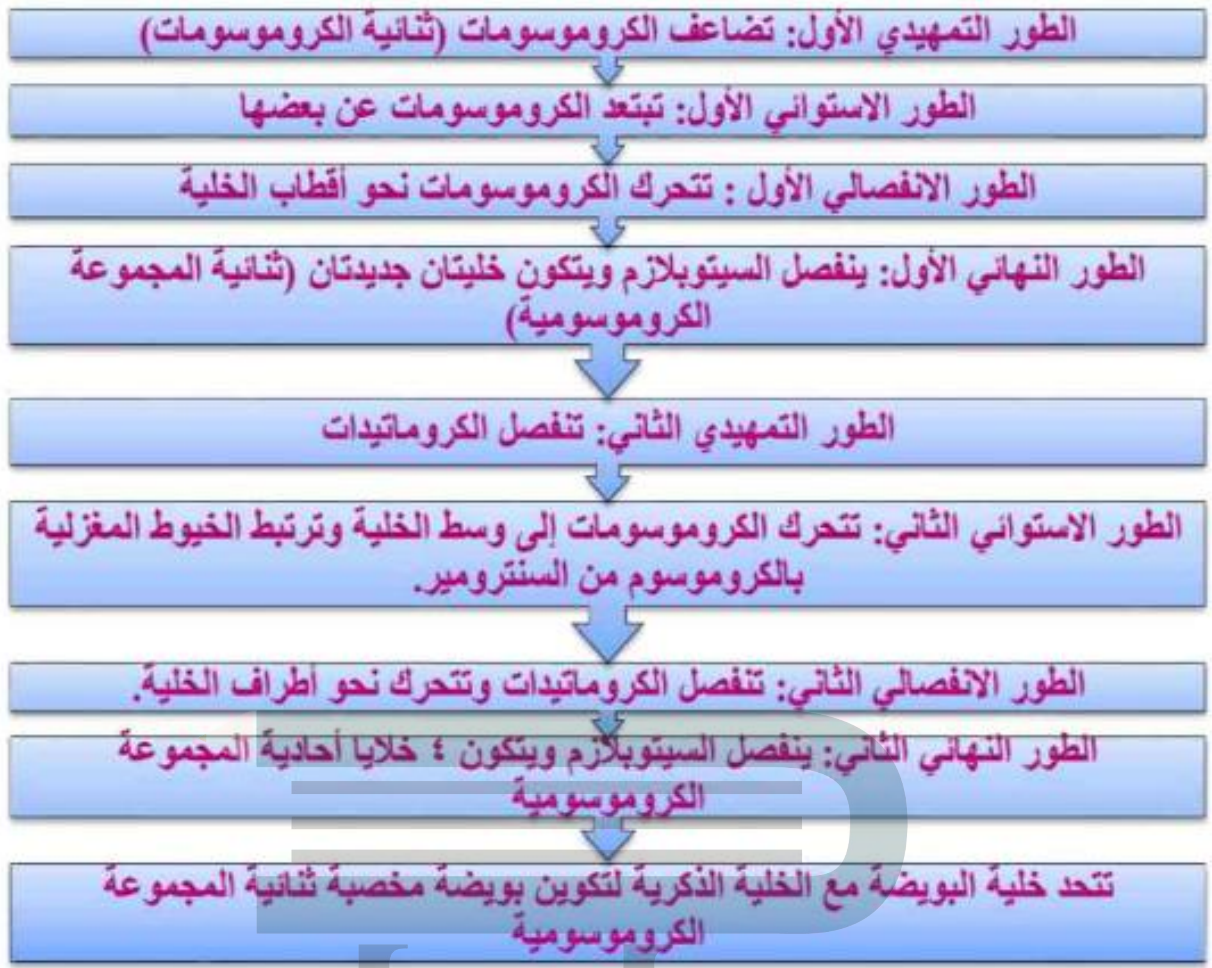 الطور التمهيدي الأول: تضاعف الكروموسومات (ثنائية الكروموسومات)
الطور الاستوائي الأول: تبتعد الكروموسومات عن بعضها
الطور الانفصالي الأول : تتحرك الكروموسومات نحو أقطاب الخلية
الطور النهائي الأول: ينفصل السيتوبلازم ويتكون خليتان جديدتان (ثنائية المجموعة
الكروموسومية)
الطور التمهيدي الثاني: تنفصل الكروماتيدات
الطور الاستوائي الثاني: تتحرك الكروموسومات إلى وسط الخلية وترتبط الخيوط المغزلية
بالكروموسوم من السنترومير.
الطور الانفصالي الثاني: تنفصل الكروماتيدات وتتحرك نحو أطراف الخلية.
الطور النهائي الثاني: ينفصل السيتوبلازم ويتكون ٤ خلايا أحادية المجموعة
الكروموسومية
تتحد خلية البويضة مع الخلية الذكرية لتكوين بويضة مخصبة ثنائية المجموعة
الكروموسومية